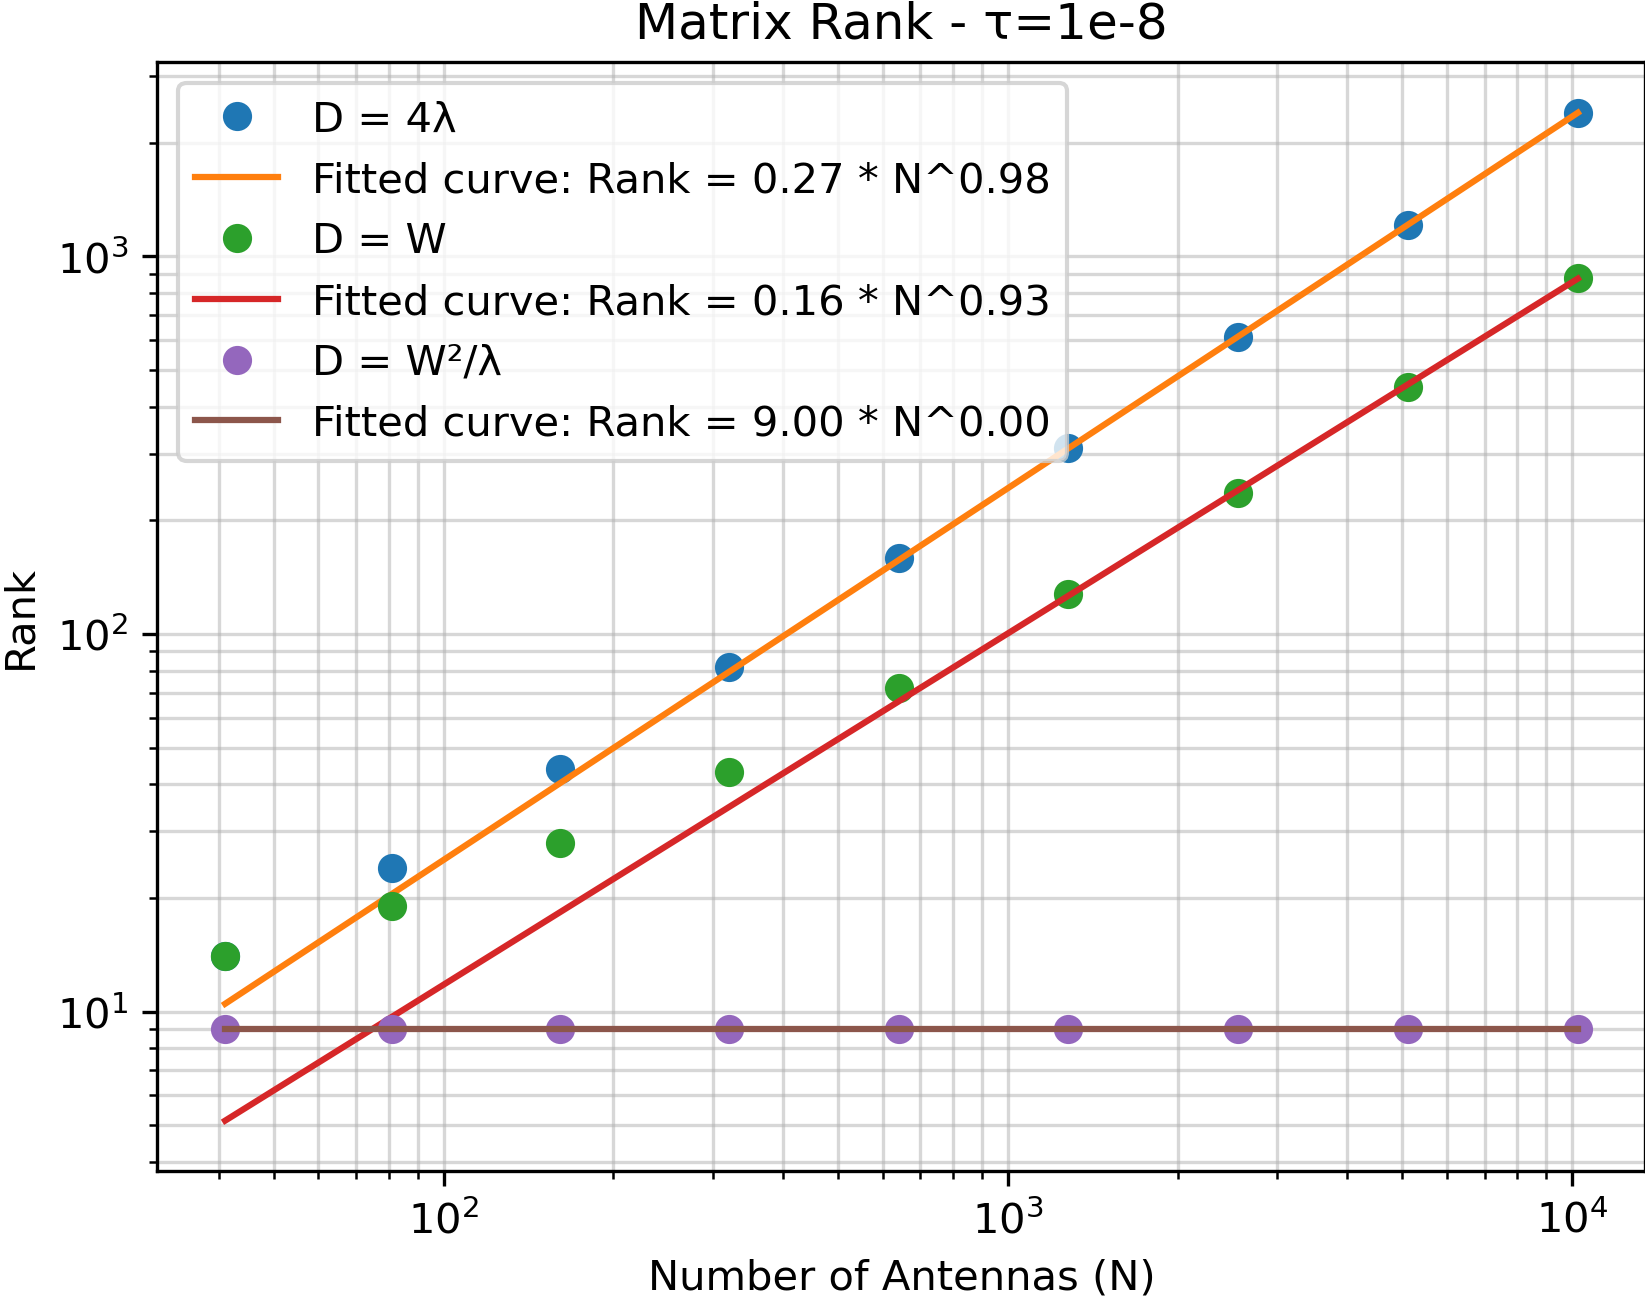 Matrix Rank - τ=1e-8
D = 4λ
Fitted curve: Rank = 0.27 * N^0.98
D = W
Fitted curve: Rank = 0.16 * N^0.93
D = W²/λ
Fitted curve: Rank = 9.00 * N^0.00
Rank
10³
10²
10¹
10²
10³
10⁴
Number of Antennas (N)